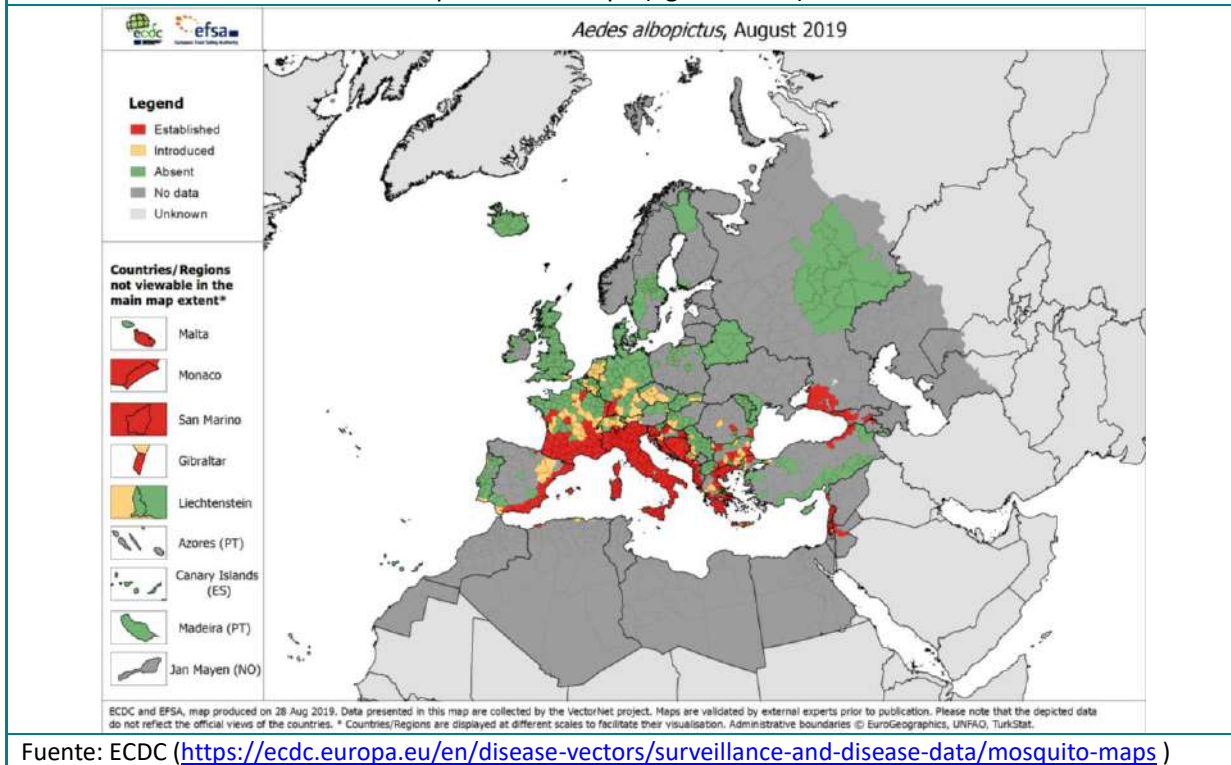 ecdc
efsa
European Food Safety Authority
Aedes albopictus, August 2019
Legend
Established
Introduced
Absent
No data
Unknown
Countries/Regions
not viewable in the
main map extent*
Malta
Monaco
San Marino
Gibraltar
Liechtenstein
Azores (PT)
Canary Islands
(ES)
Madeira (PT)
Jan Mayen (NO)
ECDC and EFSA, map produced on 28 Aug 2019. Data presented in this map are collected by the VectorNet project. Maps are validated by external experts prior to publication. Please note that the depicted data
do not reflect the official views of the countries. * Countries/Regions are displayed at different scales to facilitate their visualisation. Administrative boundaries © EuroGeographics, UNFAO, TurkStat.
Fuente: ECDC (https://ecdc.europa.eu/en/disease-vectors/surveillance-and-disease-data/mosquito-maps )